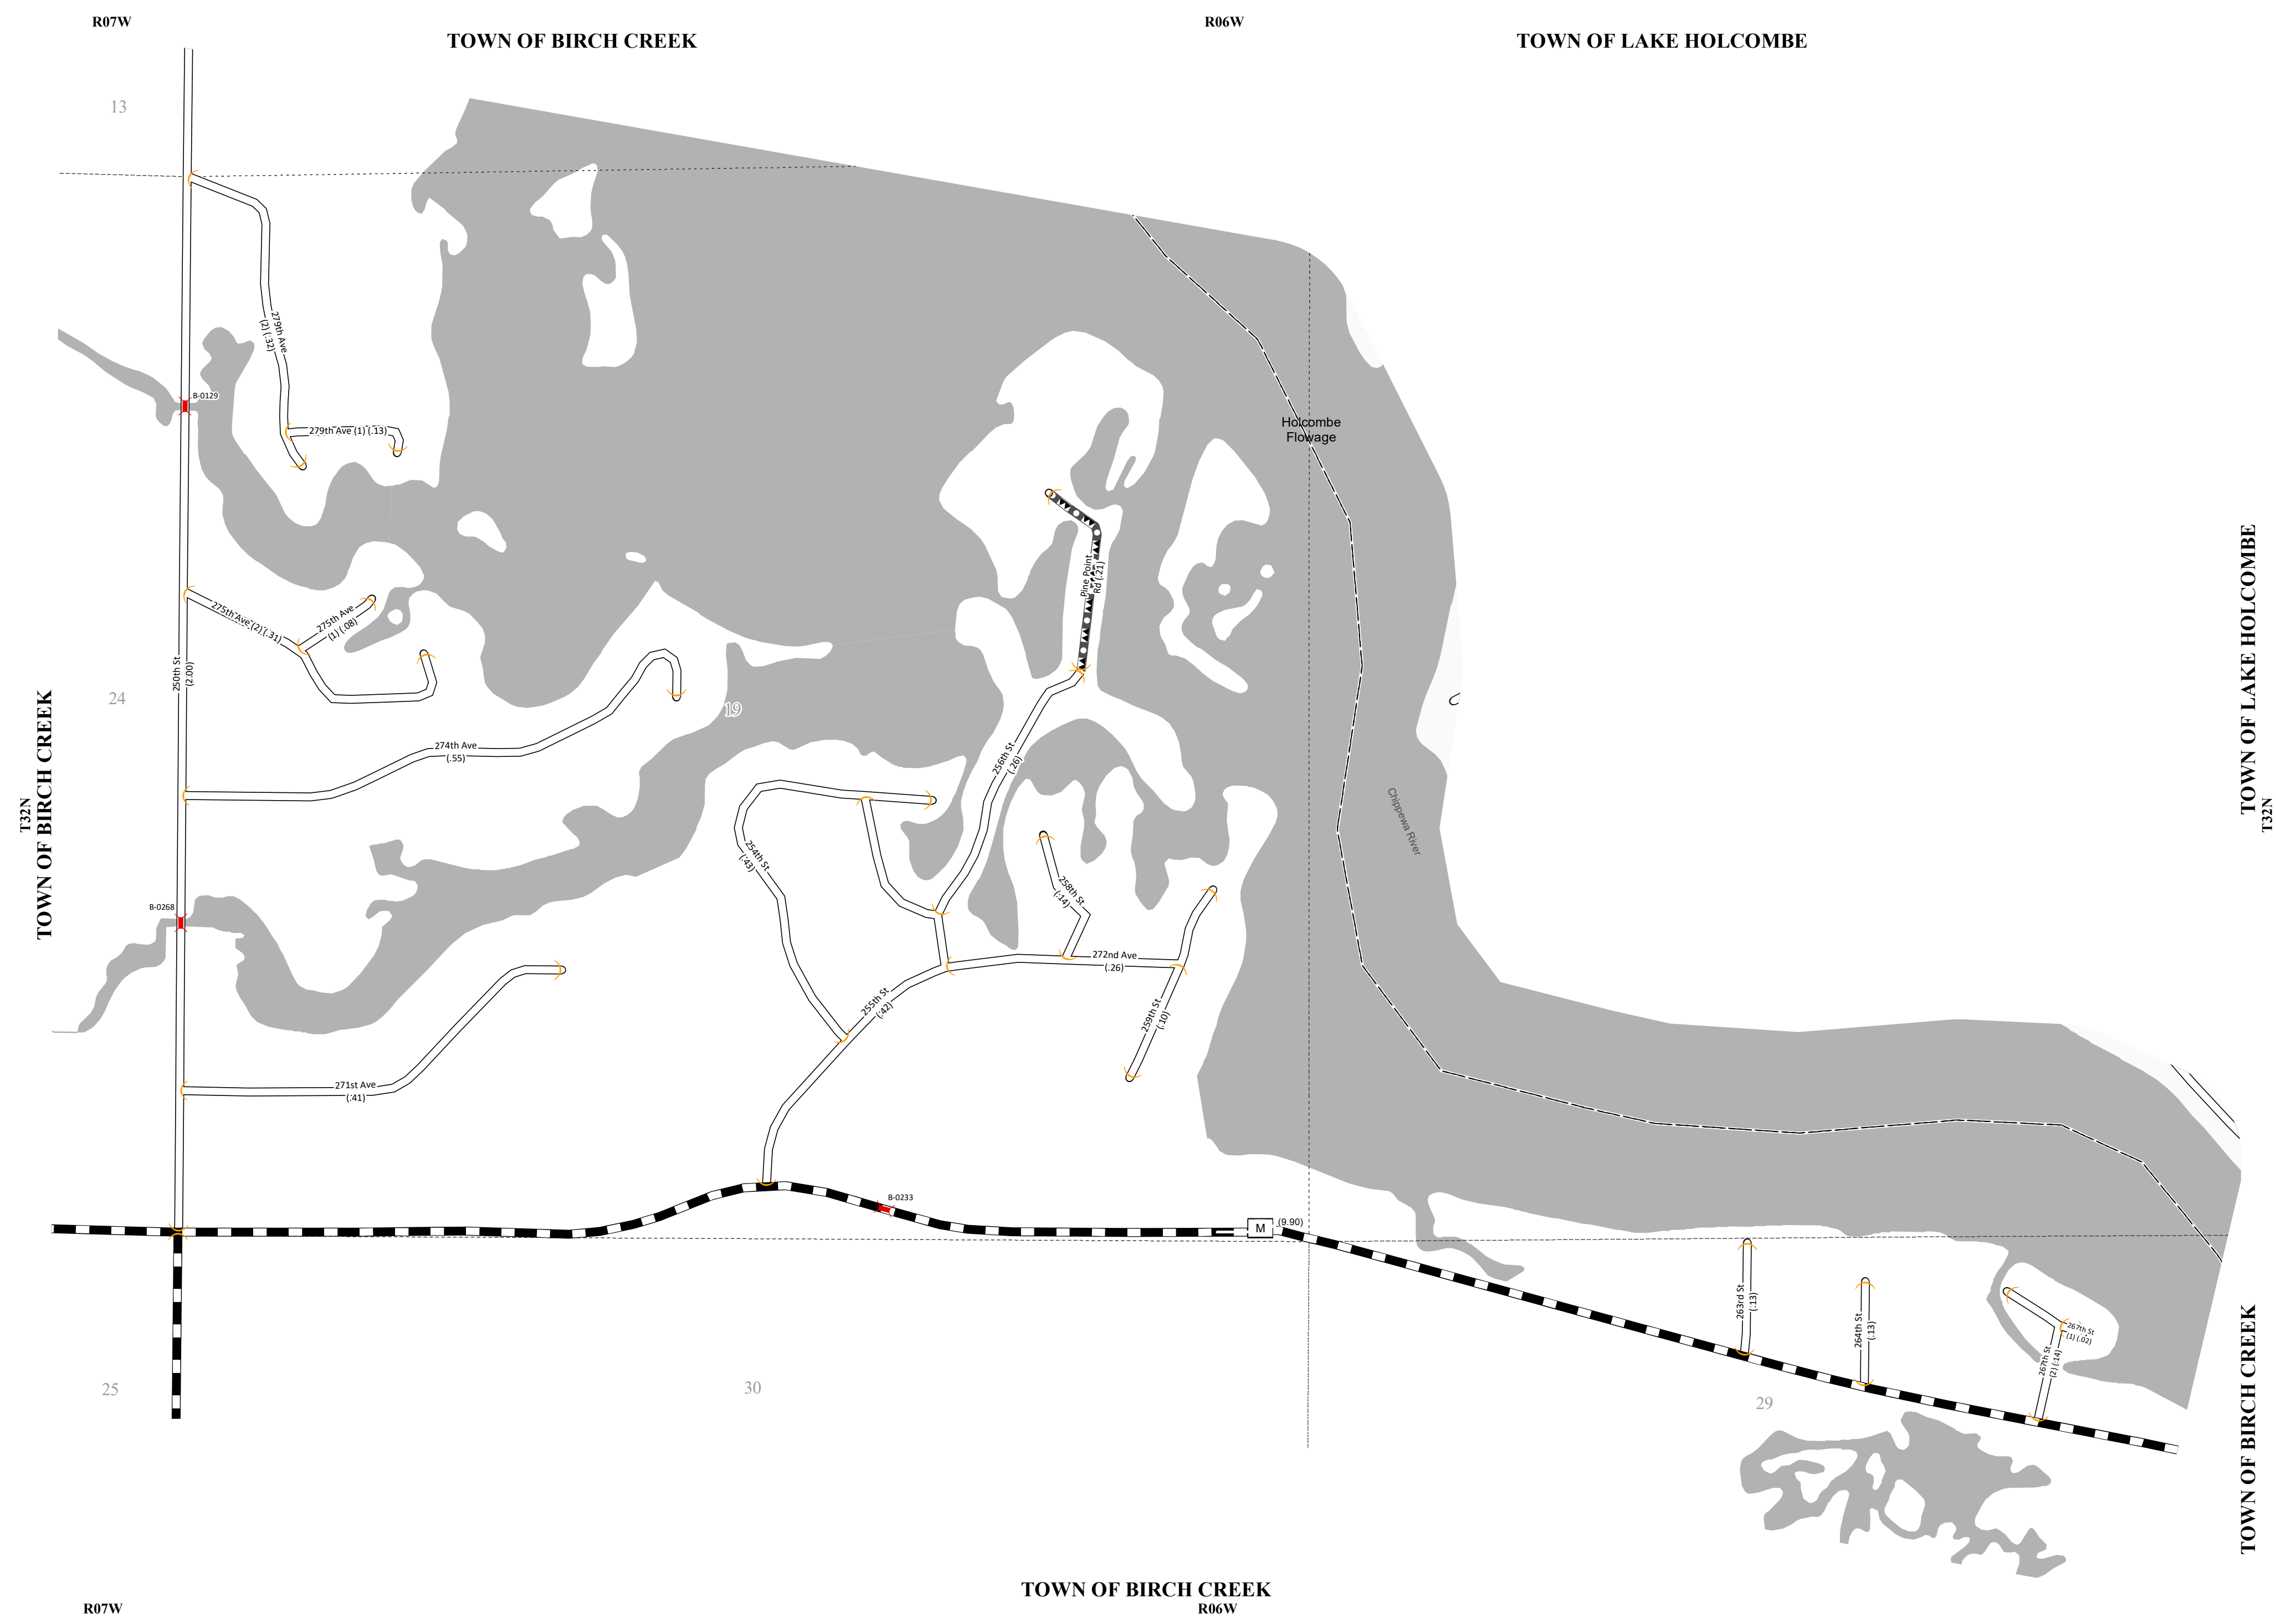 R07W
R06W
TOWN OF BIRCH CREEK
TOWN OF LAKE HOLCOMBE
13
279th Ave
(2) (.32)
B-0129
279th Ave (1) (.13)
Holcombe
Flowage
Pine Point
Rd (.21)
275th Ave (2) (.31)
275th Ave
(1) (.08)
250th St
(2.00)
24
19
TOWN OF BIRCH CREEK
T32N
TOWN OF LAKE HOLCOMBE
T32N
274th Ave
(.55)
256th St
(.26)
Chippewa River
254th St
(.43)
258th St
(.14)
B-0268
272nd Ave
(.26)
255th St
(.42)
259th St
(.10)
271st Ave
(.41)
B-0233
M
(9.90)
263rd St
(.13)
264th St
(.13)
267th St
(1) (.02)
267th St
(2) (.14)
25
30
29
TOWN OF BIRCH CREEK
TOWN OF BIRCH CREEK
R07W
R06W